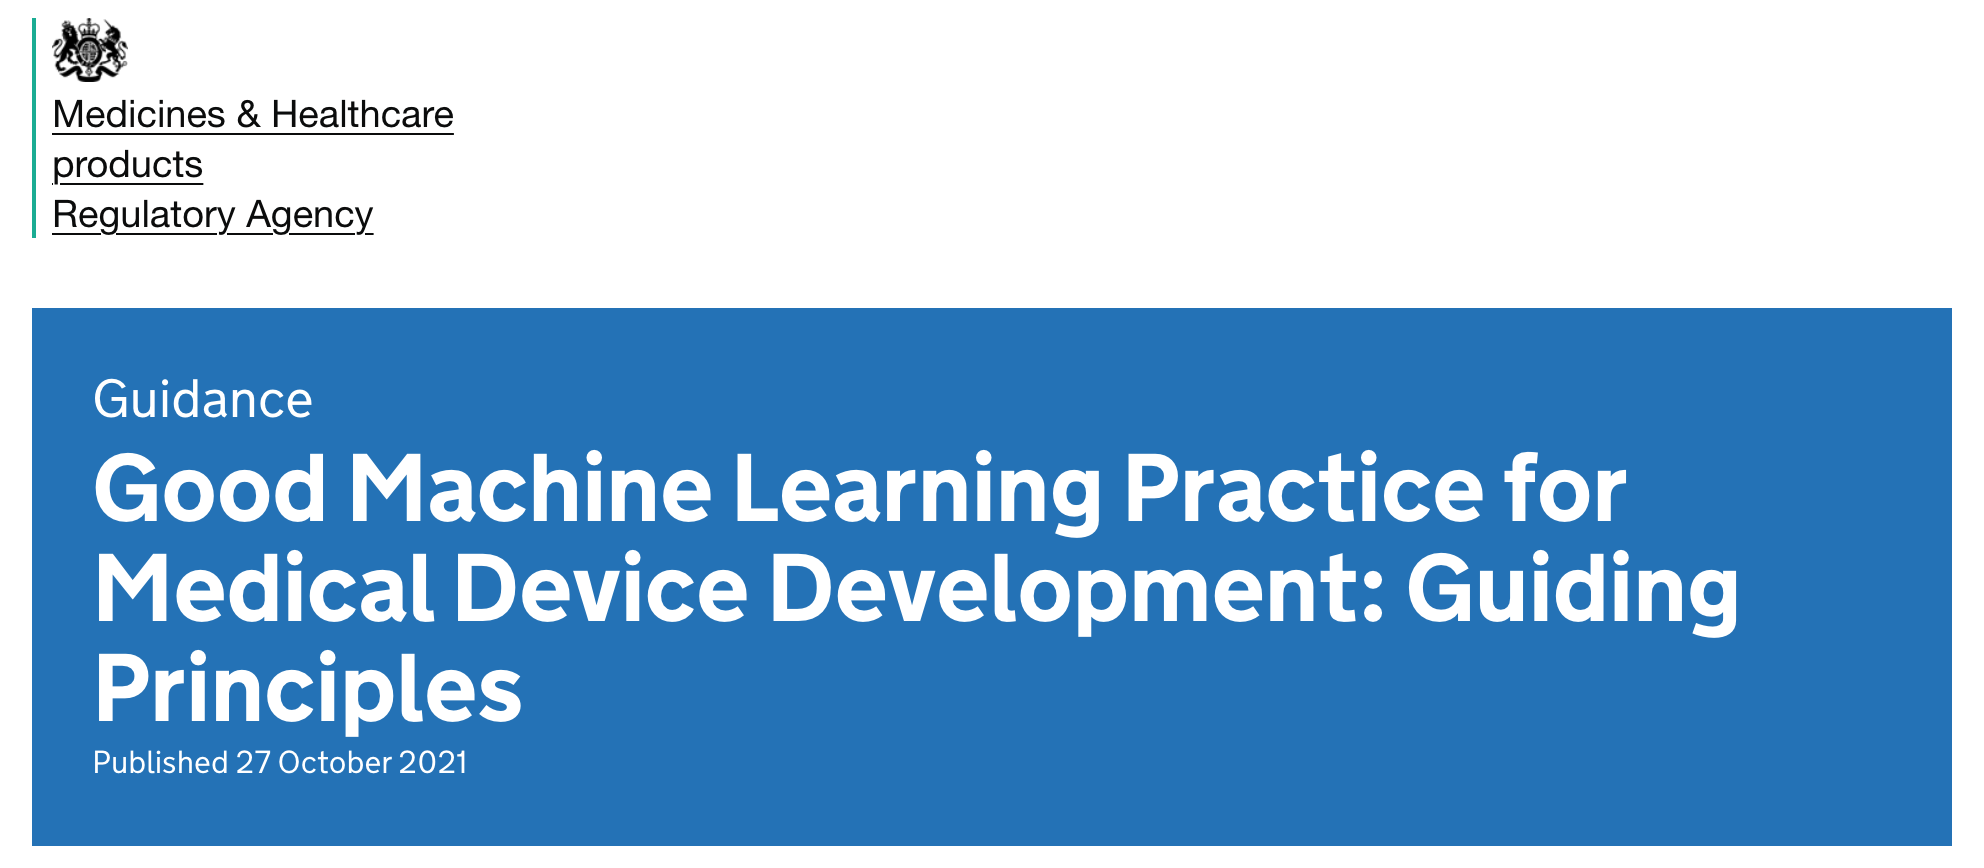 Medicines & Healthcare
products
Regulatory Agency
Guidance
Good Machine Learning Practice for
Medical Device Development: Guiding
Principles
Published 27 October 2021